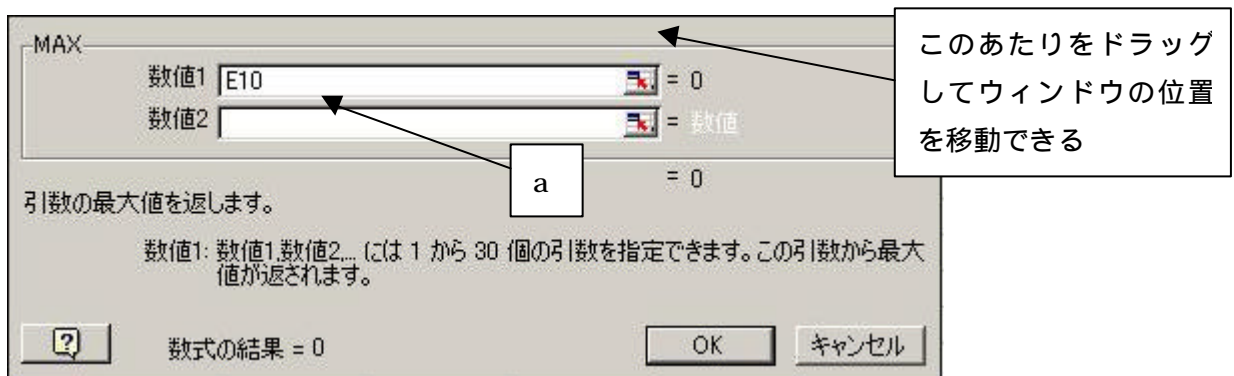 MAX
数値1 E10 = 0
数値2 = 数値
このあたりをドラッグ
してウィンドウの位置
を移動できる
a
= 0
引数の最大値を返します。
数値1: 数値1,数値2,... には 1 から 30 個の引数を指定できます。この引数から最大
値が返されます。
数式の結果 = 0
OK キャンセル